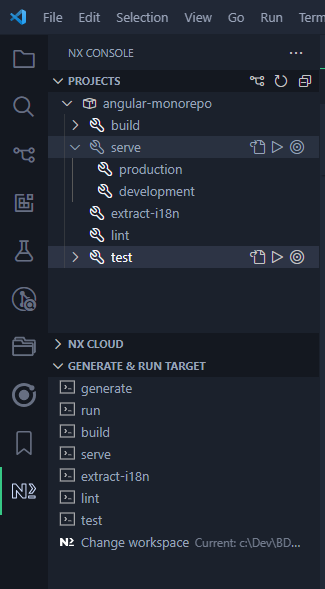 File Edit Selection View Go Run
NX CONSOLE
PROJECTS
angular-monorepo
build
serve
production
development
extract-i18n
lint
test
NX CLOUD
GENERATE & RUN TARGET
generate
run
build
serve
extract-i18n
lint
test
Change workspace Current: c:\Dev\BD...